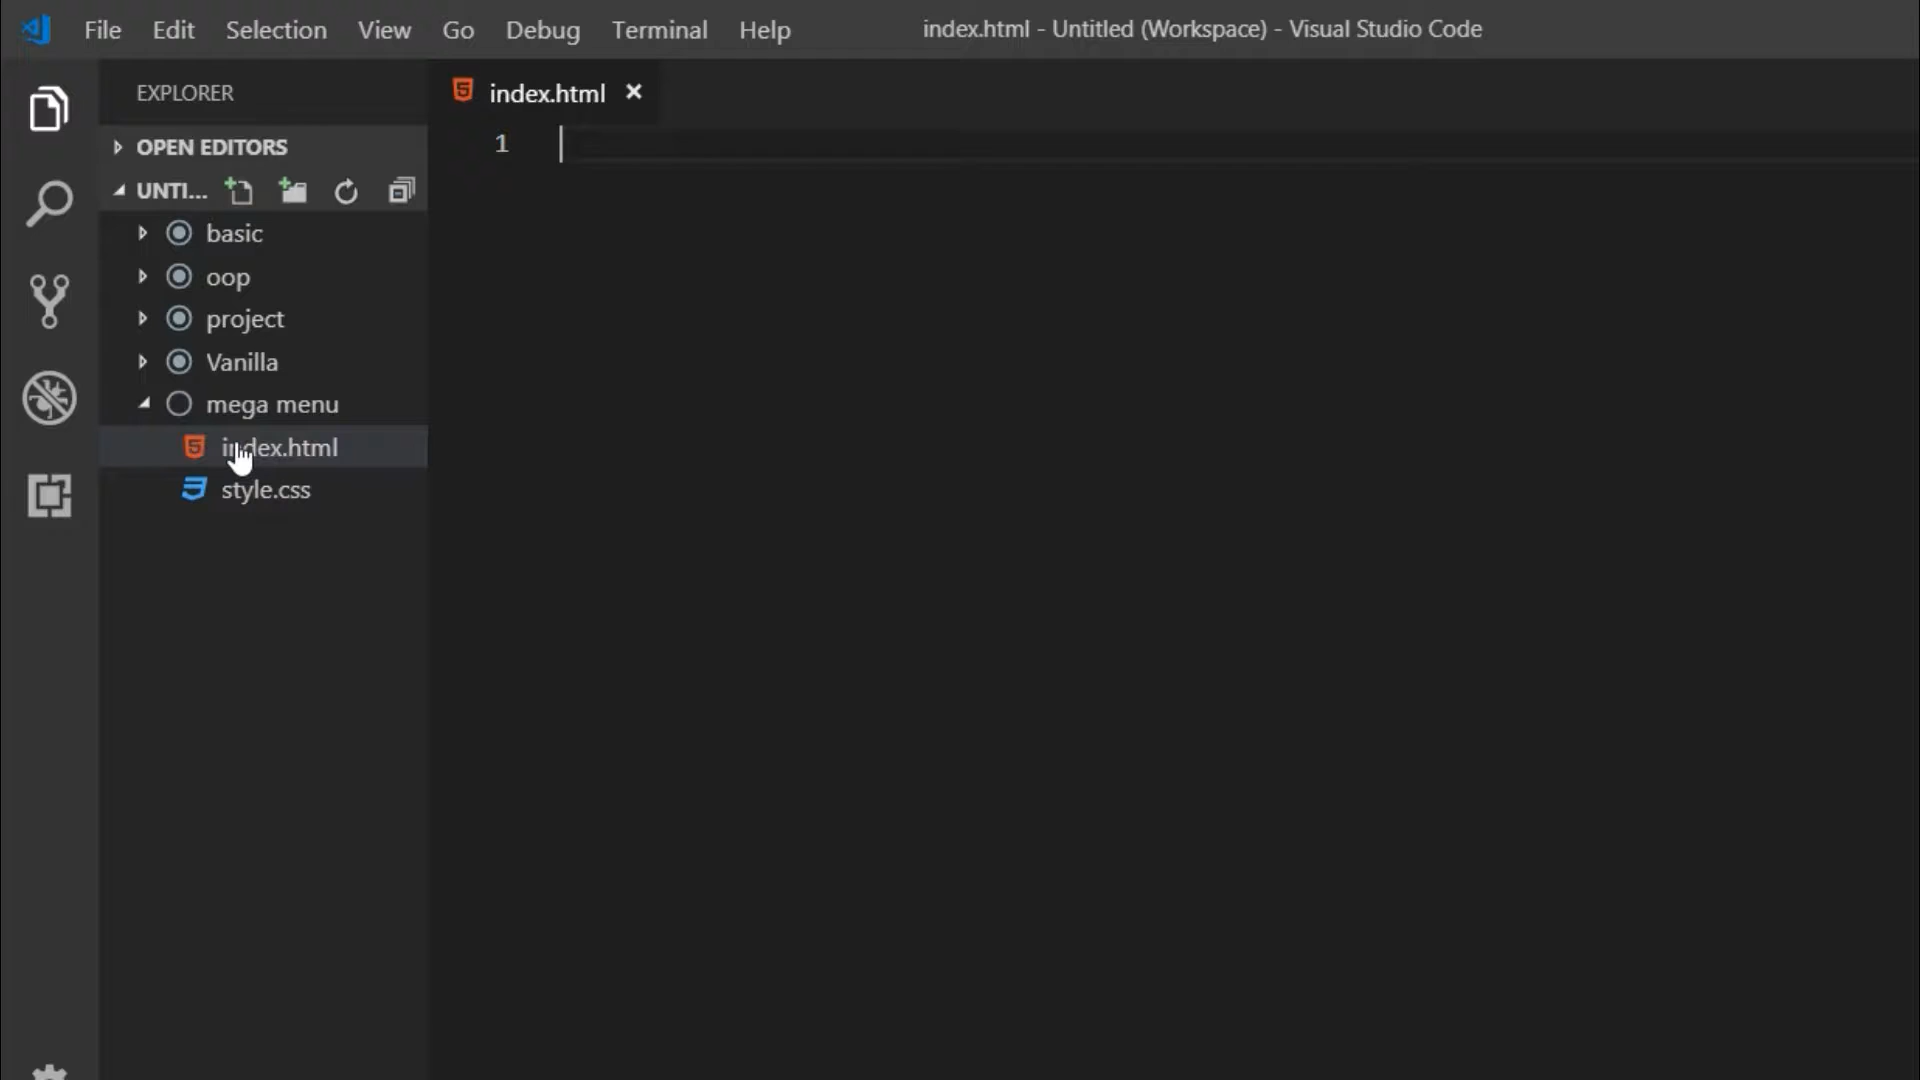 File Edit Selection View Go Debug Terminal Help index.html - Untitled (Workspace) - Visual Studio Code
EXPLORER
index.html
OPEN EDITORS
1
UNTI...
basic
oop
project
Vanilla
mega menu
index.html
style.css